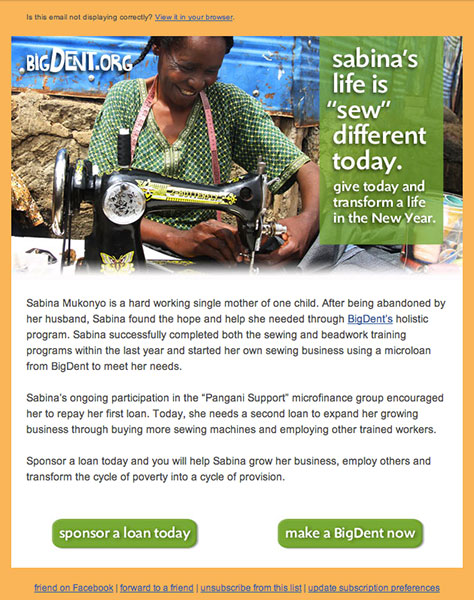 Is this email not displaying correctly? View it in your browser.
BIGDENT.ORG
sabina's
life is
"sew"
different
today.
give today and
transform a life
in the New Year.
Sabina Mukonyo is a hard working single mother of one child. After being abandoned by
her husband, Sabina found the hope and help she needed through BigDent's holistic
program. Sabina successfully completed both the sewing and beadwork training
programs within the last year and started her own sewing business using a microloan
from BigDent to meet her needs.
Sabina's ongoing participation in the "Pangani Support" microfinance group encouraged
her to repay her first loan. Today, she needs a second loan to expand her growing
business through buying more sewing machines and employing other trained workers.
Sponsor a loan today and you will help Sabina grow her business, employ others and
transform the cycle of poverty into a cycle of provision.
sponsor a loan today
make a BigDent now
friend on Facebook | forward to a friend | unsubscribe from this list | update subscription preferences